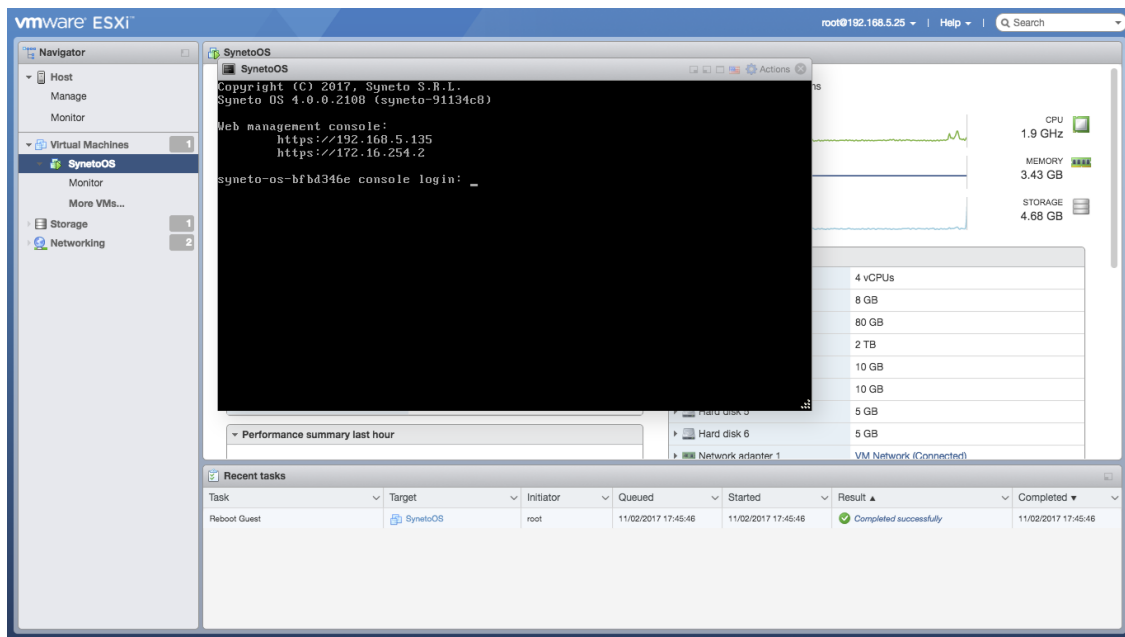 vmware ESXi™
root@192.168.5.25 | Help | Search
Navigator
Host
Manage
Monitor
Virtual Machines 1
SynetoOS
Monitor
More VMs...
Storage 1
Networking 2
SynetoOS
SynetoOS Actions
Copyright (C) 2017, Syneto S.R.L.
Syneto OS 4.0.0.2108 (syneto-91134c8)
Web management console:
https://192.168.5.135
https://172.16.254.2
syneto-os-bfbd346e console login: _
CPU
1.9 GHz
MEMORY
3.43 GB
STORAGE
4.68 GB
4 vCPUs
8 GB
80 GB
2 TB
10 GB
10 GB
Hard disk 5 5 GB
Hard disk 6 5 GB
Network adapter 1 VM Network (Connected)
Performance summary last hour
Recent tasks
Task Target Initiator Queued Started Result ▲ Completed ▼
Reboot Guest SynetoOS root 11/02/2017 17:45:46 11/02/2017 17:45:46 Completed successfully 11/02/2017 17:45:46